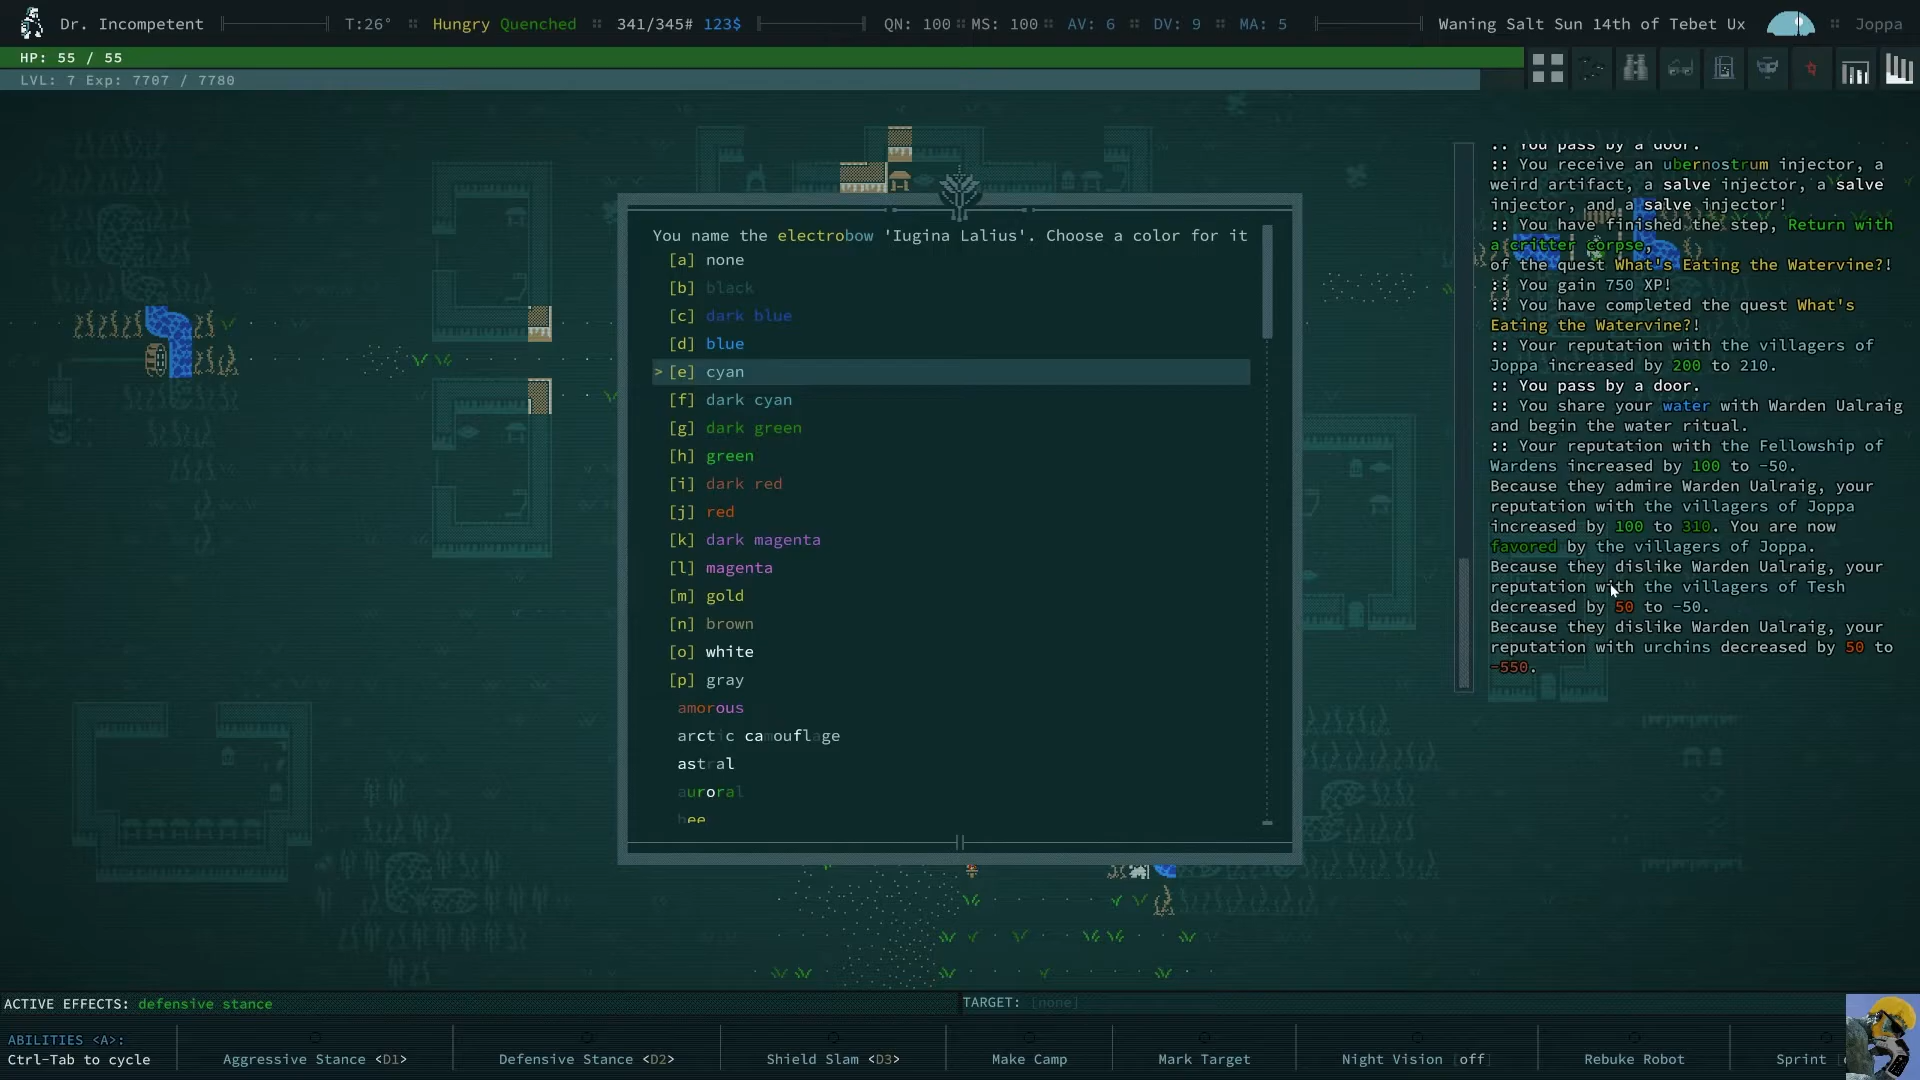 Dr. Incompetent T:26° Hungry Quenched 341/345# 123$ QN: 100 MS: 100 AV: 6 DV: 9 MA: 5 Waning Salt Sun 14th of Tebet Ux Joppa
HP: 55 / 55
LVL: 7 Exp: 7707 / 7780
You name the electrobow 'Iugina Lalius'. Choose a color for it
[a] none
[b] black
[c] dark blue
[d] blue
> [e] cyan
[f] dark cyan
[g] dark green
[h] green
[i] dark red
[j] red
[k] dark magenta
[l] magenta
[m] gold
[n] brown
[o] white
[p] gray
amorous
arctic camouflage
astral
auroral
bee
:: You pass by a door.
:: You receive an ubernostrum injector, a
weird artifact, a salve injector, a salve
injector, and a salve injector!
:: You have finished the step, Return with
a critter corpse,
of the quest What's Eating the Watervine?!
:: You gain 750 XP!
:: You have completed the quest What's
Eating the Watervine?!
:: Your reputation with the villagers of
Joppa increased by 200 to 210.
:: You pass by a door.
:: You share your water with Warden Ualraig
and begin the water ritual.
:: Your reputation with the Fellowship of
Wardens increased by 100 to -50.
Because they admire Warden Ualraig, your
reputation with the villagers of Joppa
increased by 100 to 310. You are now
favored by the villagers of Joppa.
Because they dislike Warden Ualraig, your
reputation with the villagers of Tesh
decreased by 50 to -50.
Because they dislike Warden Ualraig, your
reputation with urchins decreased by 50 to
-550.
ACTIVE EFFECTS: defensive stance
TARGET: [none]
ABILITIES <A>:
Ctrl-Tab to cycle
Aggressive Stance <D1> Defensive Stance <D2> Shield Slam <D3> Make Camp Mark Target Night Vision [off] Rebuke Robot Sprint